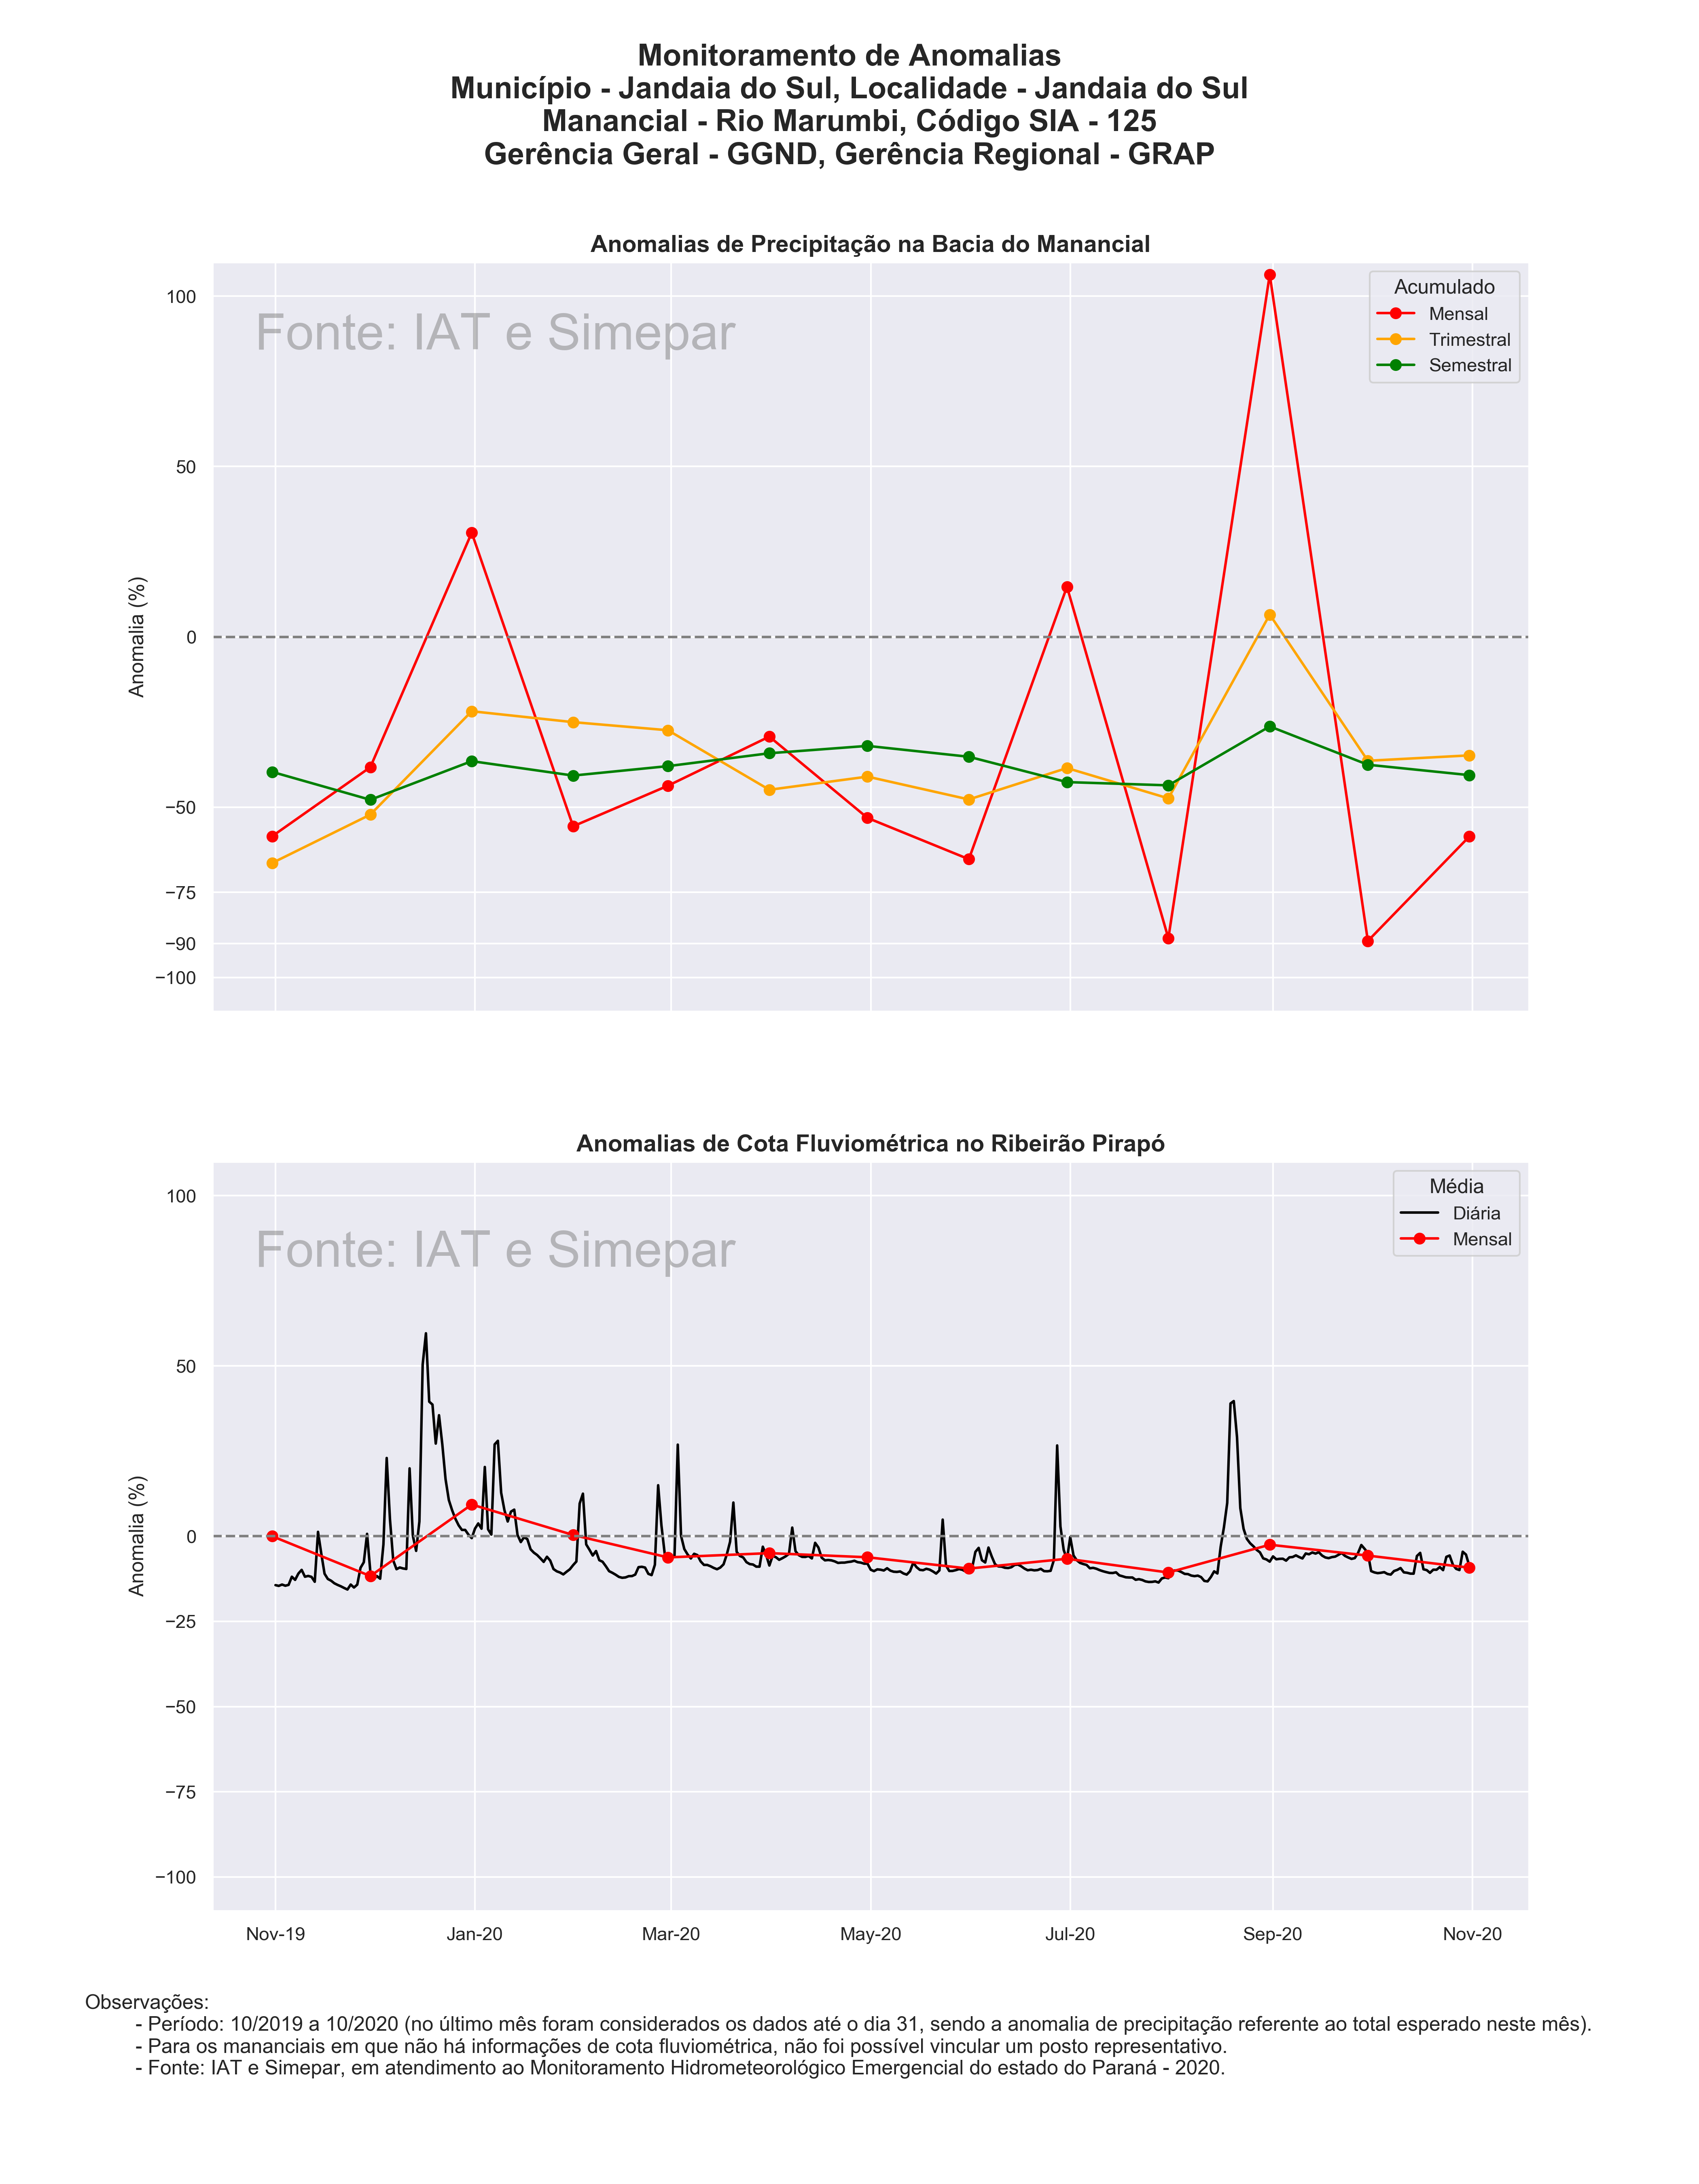 Monitoramento de Anomalias
Município - Jandaia do Sul, Localidade - Jandaia do Sul
Manancial - Rio Marumbi, Código SIA - 125
Gerência Geral - GGND, Gerência Regional - GRAP
Anomalias de Precipitação na Bacia do Manancial
Fonte: IAT e Simepar
Acumulado
Mensal
Trimestral
Semestral
Anomalia (%)
100
50
0
−50
−75
−90
−100
Anomalias de Cota Fluviométrica no Ribeirão Pirapó
Fonte: IAT e Simepar
Média
Diária
Mensal
Anomalia (%)
100
50
0
−25
−50
−75
−100
Nov-19 Jan-20 Mar-20 May-20 Jul-20 Sep-20 Nov-20
Observações:
- Período: 10/2019 a 10/2020 (no último mês foram considerados os dados até o dia 31, sendo a anomalia de precipitação referente ao total esperado neste mês).
- Para os mananciais em que não há informações de cota fluviométrica, não foi possível vincular um posto representativo.
- Fonte: IAT e Simepar, em atendimento ao Monitoramento Hidrometeorológico Emergencial do estado do Paraná - 2020.